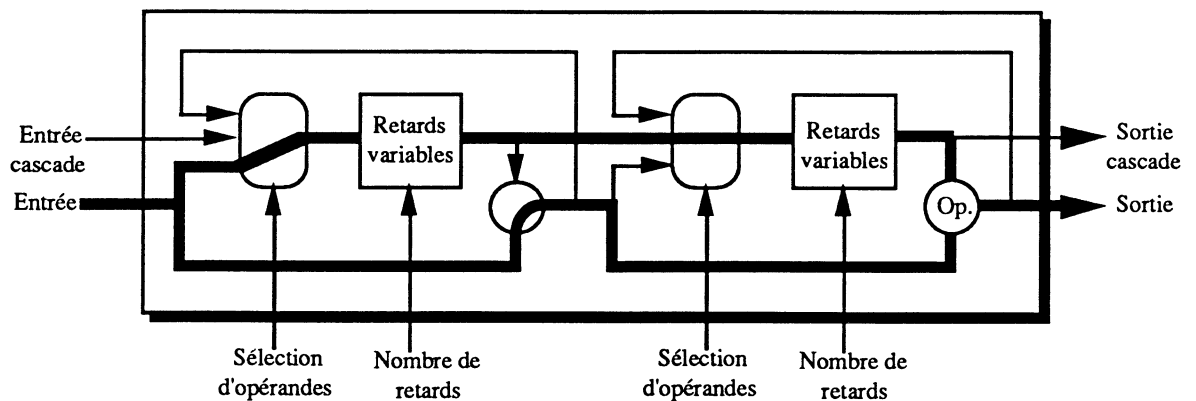 Entrée
cascade
Entrée
Retards
variables
Retards
variables
Op.
Sortie
cascade
Sortie
Sélection
d'opérandes
Nombre de
retards
Sélection
d'opérandes
Nombre de
retards